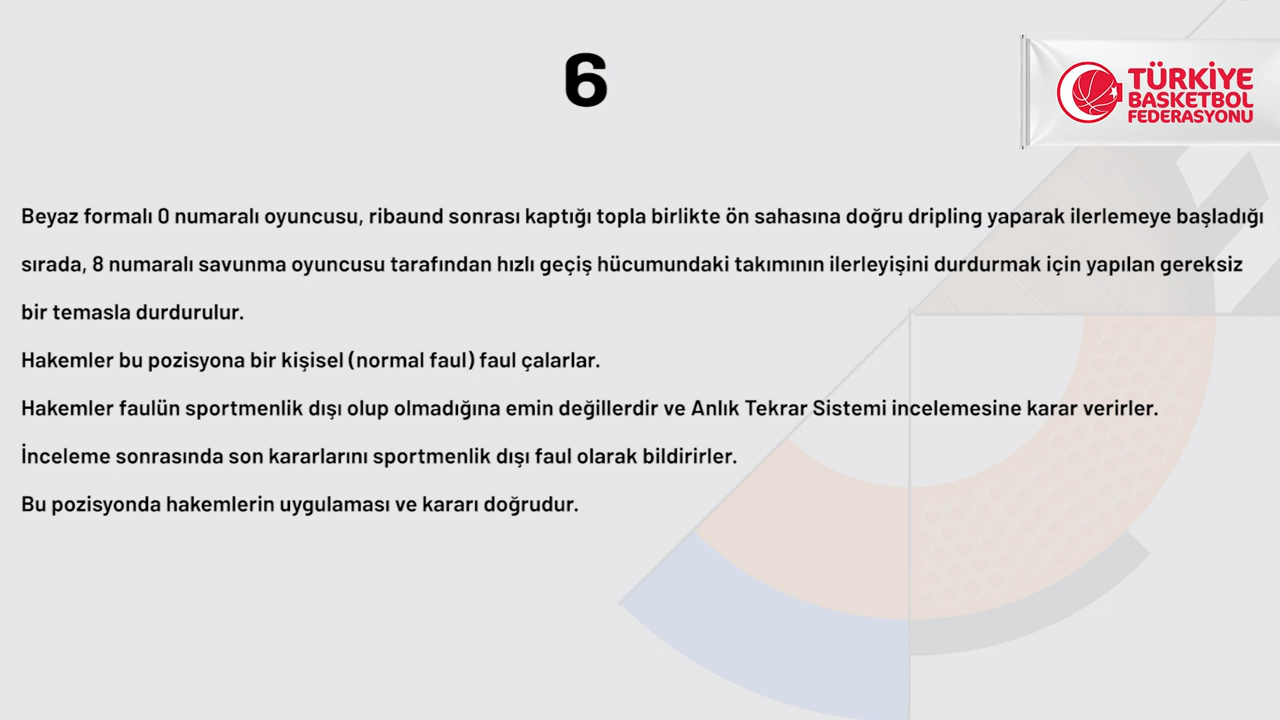 6
TÜRKİYE
BASKETBOL
FEDERASYONU
Beyaz formalı 0 numaralı oyuncusu, ribaund sonrası kaptığı topla birlikte ön sahasına doğru dripling yaparak ilerlemeye başladığı
sırada, 8 numaralı savunma oyuncusu tarafından hızlı geçiş hücumundaki takımının ilerleyişini durdurmak için yapılan gereksiz
bir temasla durdurulur.
Hakemler bu pozisyona bir kişisel (normal faul) faul çalarlar.
Hakemler faulün sportmenlik dışı olup olmadığına emin değillerdir ve Anlık Tekrar Sistemi incelemesine karar verirler.
İnceleme sonrasında son kararlarını sportmenlik dışı faul olarak bildirirler.
Bu pozisyonda hakemlerin uygulaması ve kararı doğrudur.